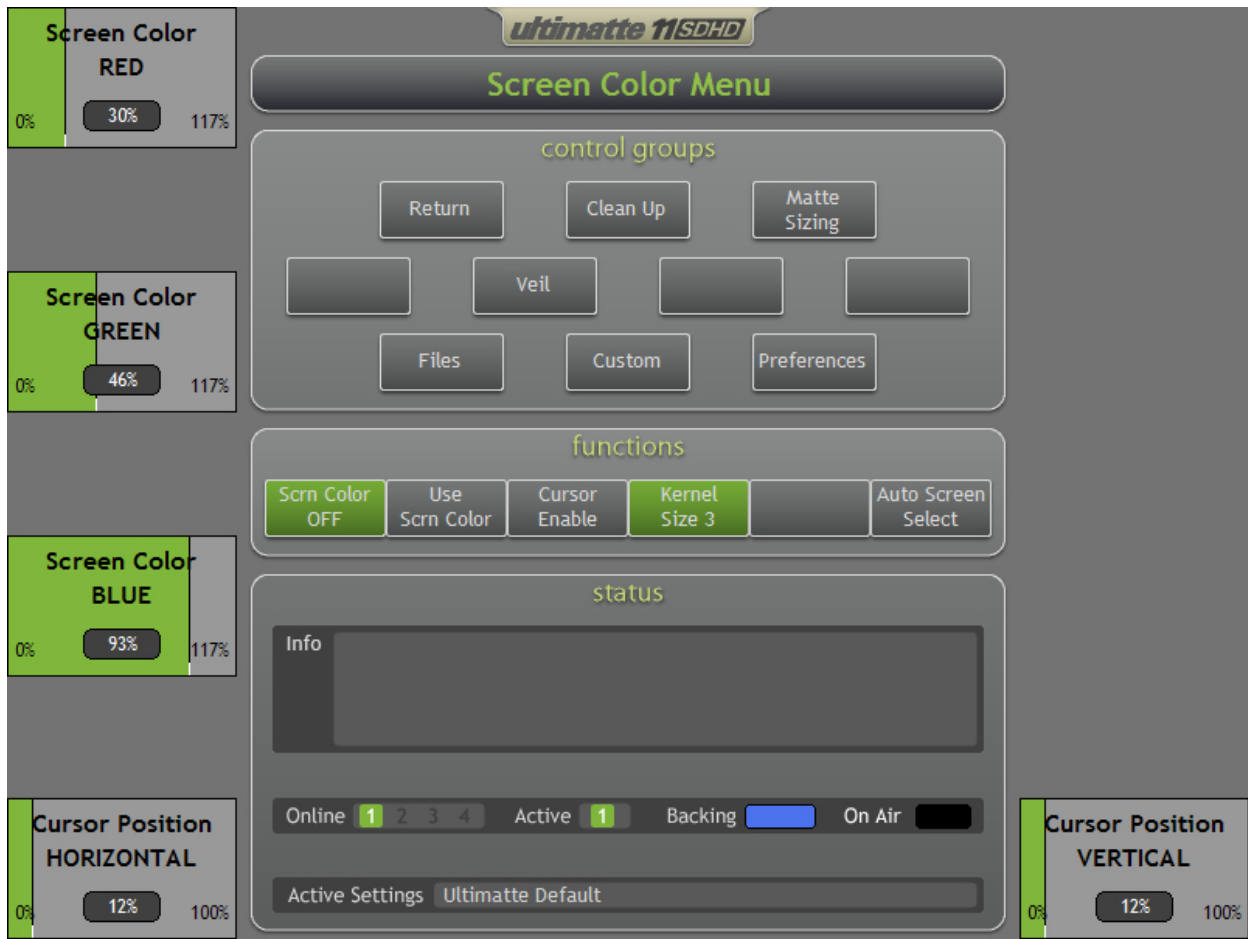 ultimatte 11 SDHD
Screen Color Menu
Screen Color
RED
30%
0%
117%
control groups
Return
Clean Up
Matte
Sizing
Veil
Files
Custom
Preferences
Screen Color
GREEN
46%
0%
117%
functions
Scrn Color
OFF
Use
Scrn Color
Cursor
Enable
Kernel
Size 3
Auto Screen
Select
Screen Color
BLUE
93%
0%
117%
status
Info
Online 1 2 3 4
Active 1
Backing
On Air
Active Settings Ultimatte Default
Cursor Position
HORIZONTAL
12%
0%
100%
Cursor Position
VERTICAL
12%
0%
100%